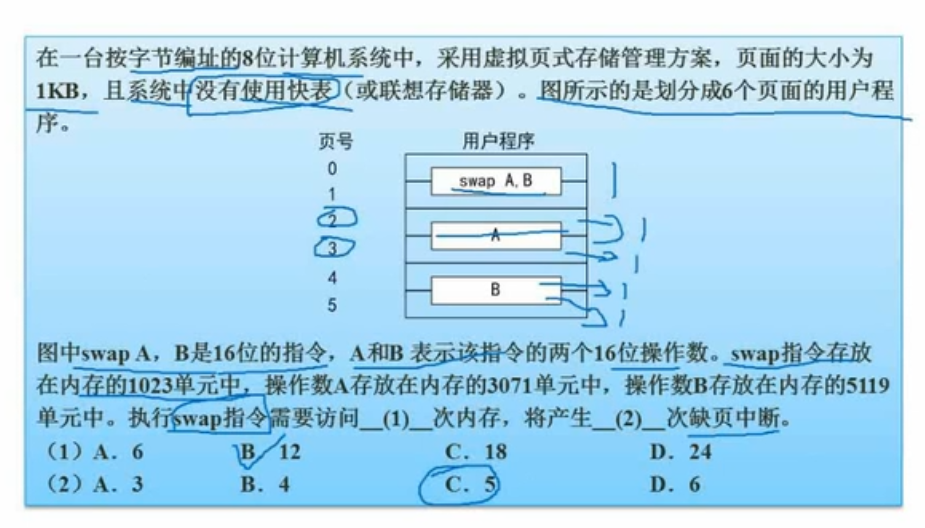 在一台按字节编址的8位计算机系统中，采用虚拟页式存储管理方案，页面的大小为
1KB，且系统中没有使用快表（或联想存储器）。图所示的是划分成6个页面的用户程
序。
页号 用户程序
0
swap A,B
1
2
A
3
4
B
5
图中swap A，B是16位的指令，A和B 表示该指令的两个16位操作数。swap指令存放
在内存的1023单元中，操作数A存放在内存的3071单元中，操作数B存放在内存的5119
单元中。执行swap指令需要访问__(1)__次内存，将产生__(2)__次缺页中断。
（1）A．6 B．12 C．18 D．24
（2）A．3 B．4 C．5 D．6